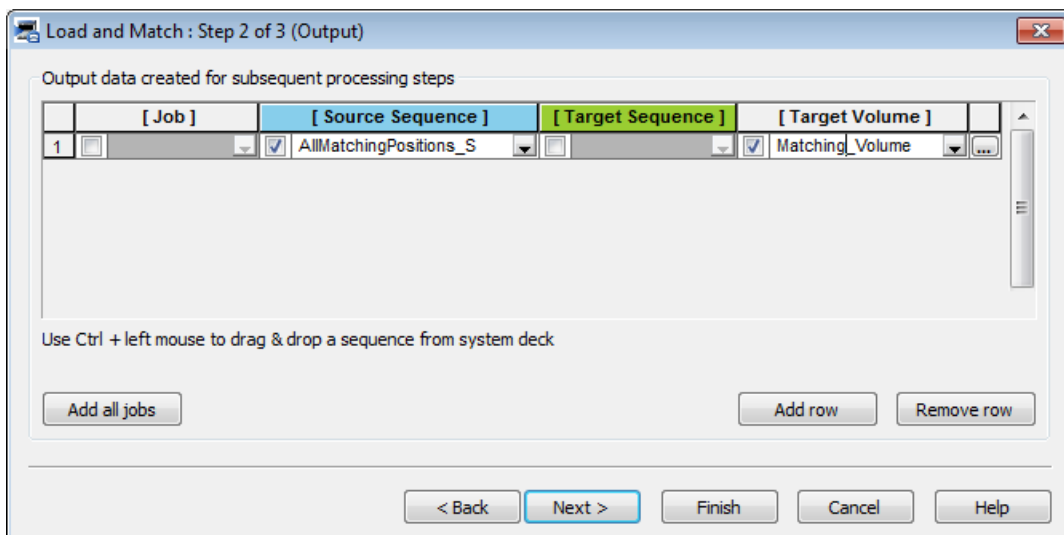 Load and Match : Step 2 of 3 (Output)
Output data created for subsequent processing steps
[ Job ] [ Source Sequence ] [ Target Sequence ] [ Target Volume ]
1 AllMatchingPositions_S Matching_Volume ...
Use Ctrl + left mouse to drag & drop a sequence from system deck
Add all jobs Add row Remove row
< Back Next > Finish Cancel Help